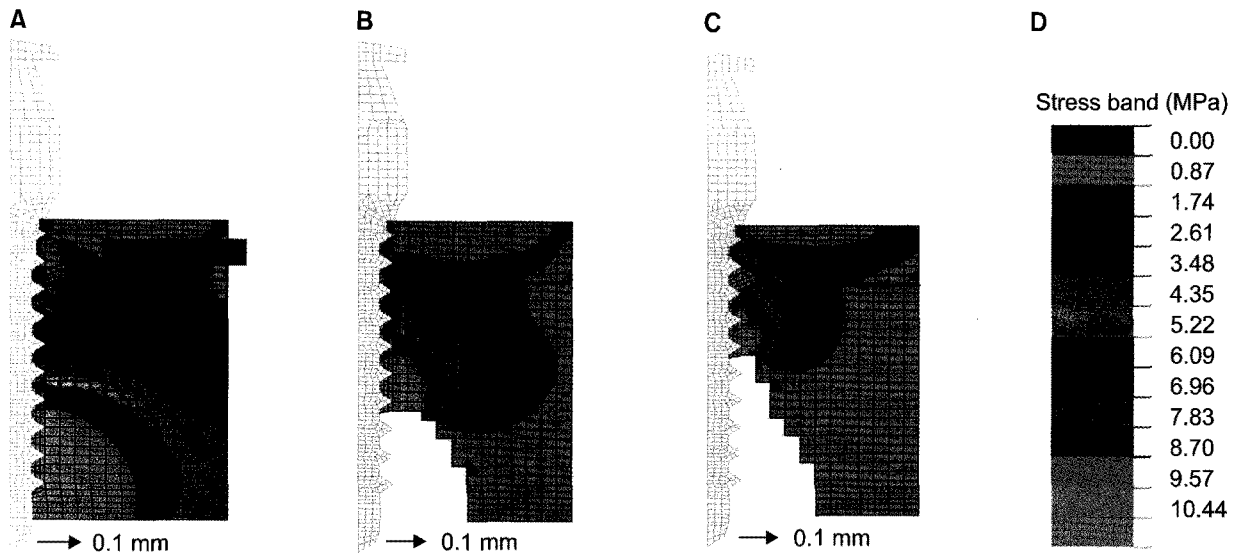 A
B
C
D
Stress band (MPa)
0.00
0.87
1.74
2.61
3.48
4.35
5.22
6.09
6.96
7.83
8.70
9.57
10.44
0.1 mm
0.1 mm
0.1 mm